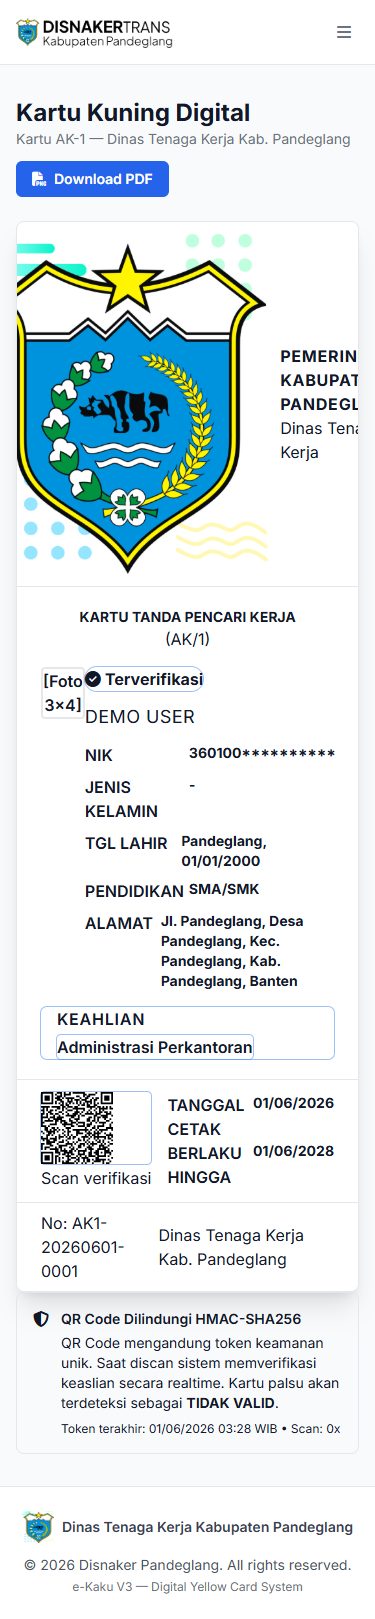 DISNAKERTRANS
Kabupaten Pandeglang
Kartu Kuning Digital
Kartu AK-1 — Dinas Tenaga Kerja Kab. Pandeglang
Download PDF
PEMERIN
KABUPAT
PANDEGL
Dinas Tena
Kerja
KARTU TANDA PENCARI KERJA
(AK/1)
[Foto
3×4]
Terverifikasi
DEMO USER
NIK 360100**********
JENIS
KELAMIN -
TGL LAHIR Pandeglang,
01/01/2000
PENDIDIKAN SMA/SMK
ALAMAT Jl. Pandeglang, Desa
Pandeglang, Kec.
Pandeglang, Kab.
Pandeglang, Banten
KEAHLIAN
Administrasi Perkantoran
Scan verifikasi
TANGGAL
CETAK 01/06/2026
BERLAKU
HINGGA 01/06/2028
No: AK1-
20260601-
0001
Dinas Tenaga Kerja
Kab. Pandeglang
QR Code Dilindungi HMAC-SHA256
QR Code mengandung token keamanan
unik. Saat discan sistem memverifikasi
keaslian secara realtime. Kartu palsu akan
terdeteksi sebagai TIDAK VALID.
Token terakhir: 01/06/2026 03:28 WIB • Scan: 0x
Dinas Tenaga Kerja Kabupaten Pandeglang
© 2026 Disnaker Pandeglang. All rights reserved.
e-Kaku V3 — Digital Yellow Card System